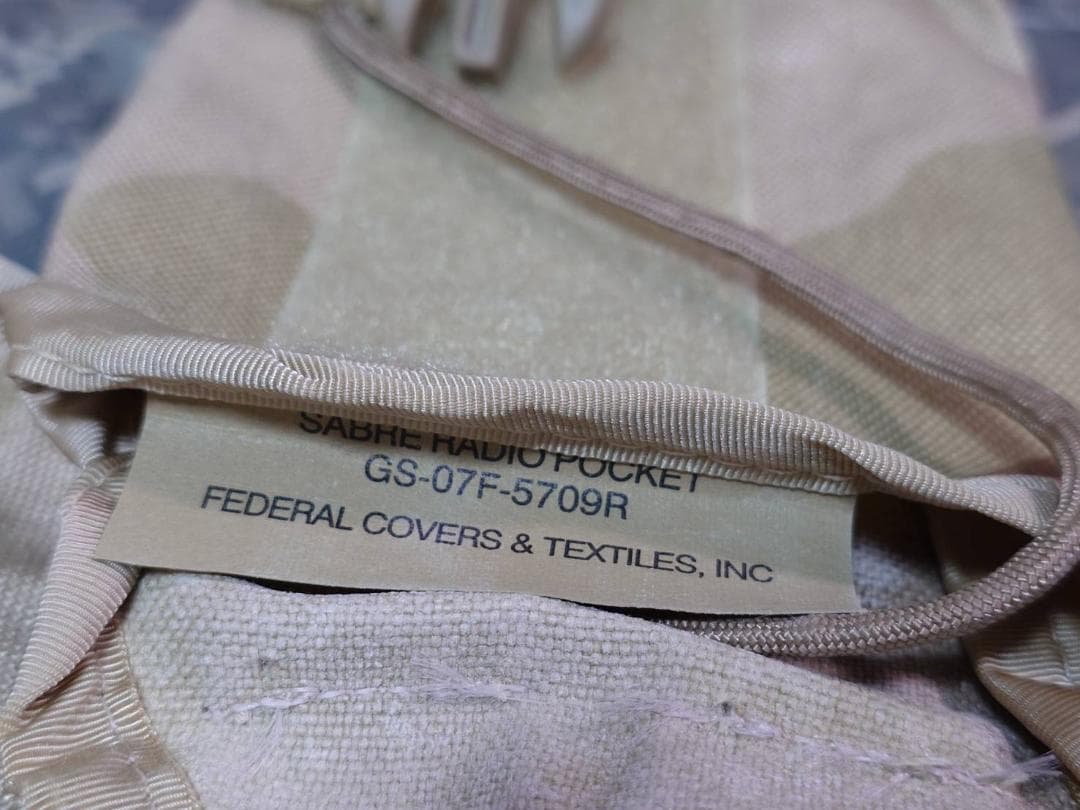 SABRE RADIO POCKET
GS-07F-5709R
FEDERAL COVERS & TEXTILES, INC